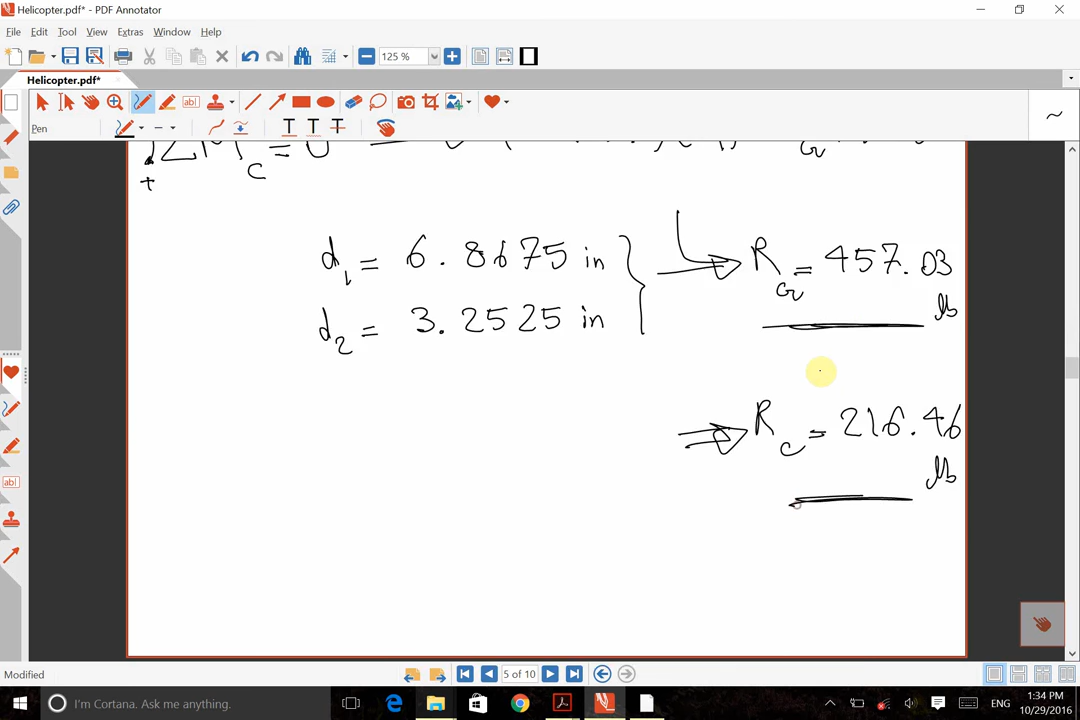 Helicopter.pdf* - PDF Annotator
File Edit Tool View Extras Window Help
125 %
Helicopter.pdf*
Pen
+ C = 0
d1 = 6.8675 in
d2 = 3.2525 in
RG = 457.03 lb
RC = 216.46 lb
Modified
5 of 10
I'm Cortana. Ask me anything.
ENG
1:34 PM
10/29/2016